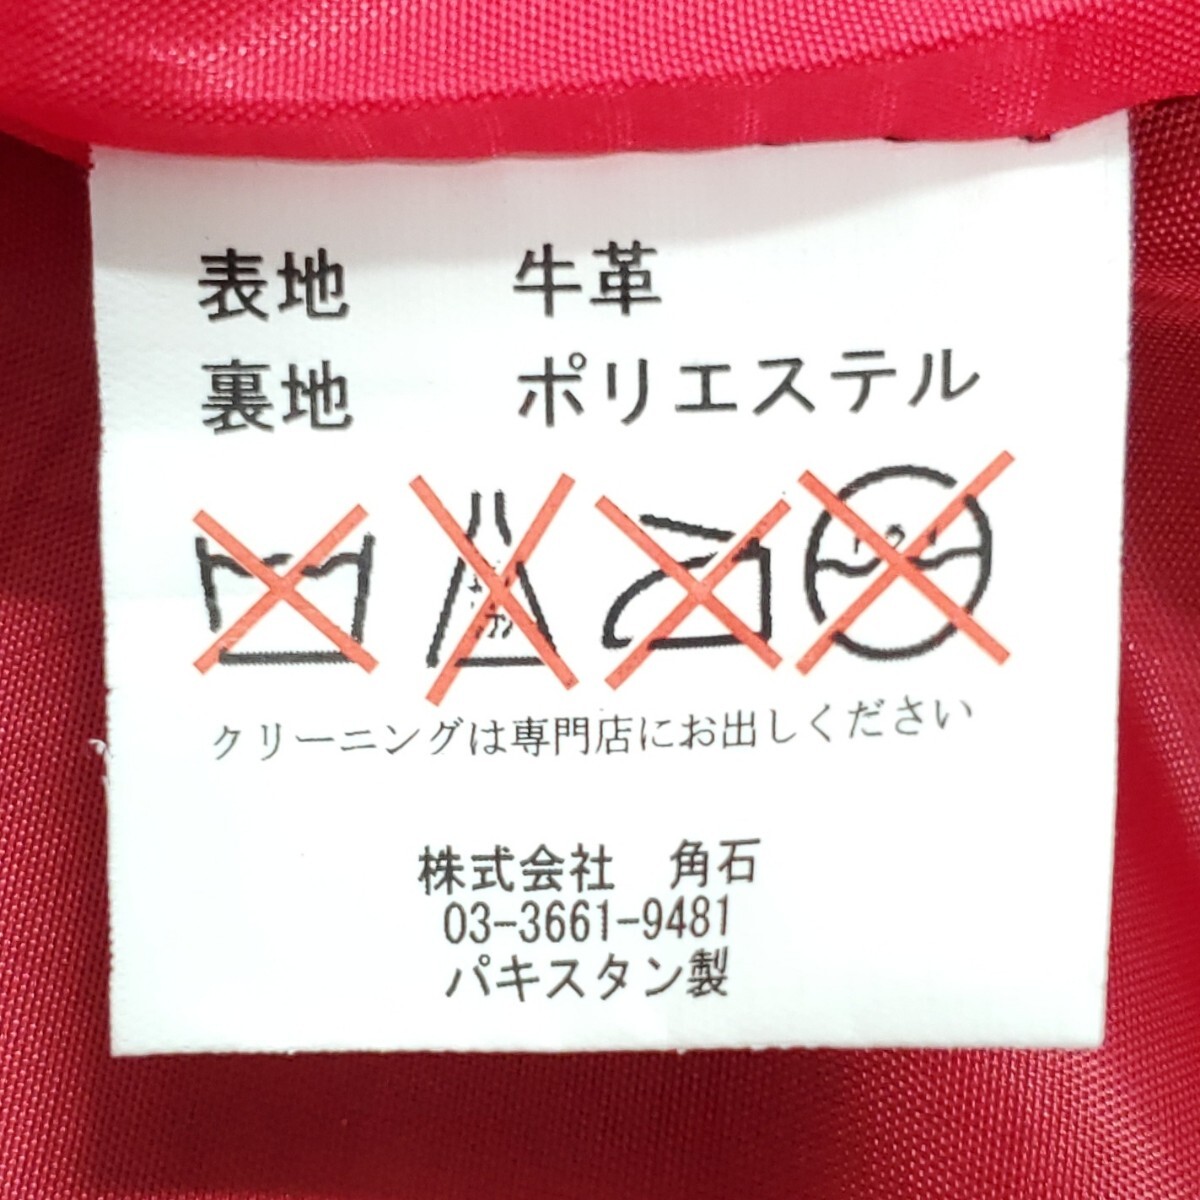 表地　牛革
裏地　ポリエステル
クリーニングは専門店にお出しください
株式会社　角石
03-3661-9481
パキスタン製